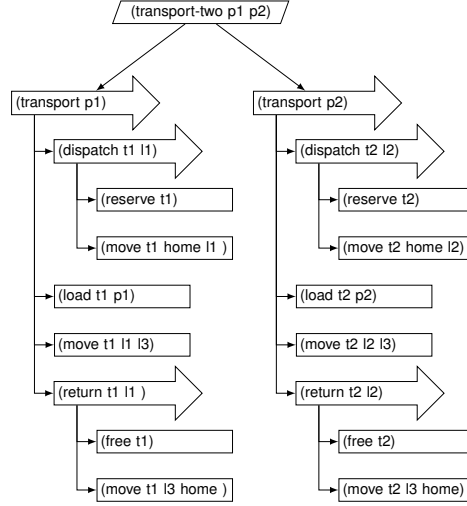 (transport-two p1 p2)
(transport p1)
(dispatch t1 l1)
(reserve t1)
(move t1 home l1 )
(load t1 p1)
(move t1 l1 l3)
(return t1 l1 )
(free t1)
(move t1 l3 home )
(transport p2)
(dispatch t2 l2)
(reserve t2)
(move t2 home l2)
(load t2 p2)
(move t2 l2 l3)
(return t2 l2)
(free t2)
(move t2 l3 home)